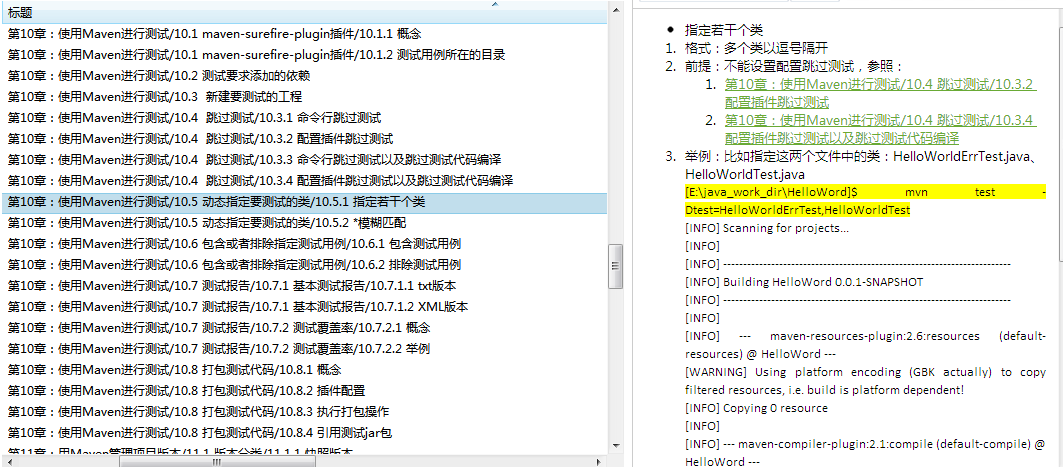 标题
第10章：使用Maven进行测试/10.1 maven-surefire-plugin插件/10.1.1 概念
第10章：使用Maven进行测试/10.1 maven-surefire-plugin插件/10.1.2 测试用例所在的目录
第10章：使用Maven进行测试/10.2 测试要求添加的依赖
第10章：使用Maven进行测试/10.3 新建要测试的工程
第10章：使用Maven进行测试/10.4 跳过测试/10.3.1 命令行跳过测试
第10章：使用Maven进行测试/10.4 跳过测试/10.3.2 配置插件跳过测试
第10章：使用Maven进行测试/10.4 跳过测试/10.3.3 命令行跳过测试以及跳过测试代码编译
第10章：使用Maven进行测试/10.4 跳过测试/10.3.4 配置插件跳过测试以及跳过测试代码编译
第10章：使用Maven进行测试/10.5 动态指定要测试的类/10.5.1 指定若干个类
第10章：使用Maven进行测试/10.5 动态指定要测试的类/10.5.2 *模糊匹配
第10章：使用Maven进行测试/10.6 包含或者排除指定测试用例/10.6.1 包含测试用例
第10章：使用Maven进行测试/10.6 包含或者排除指定测试用例/10.6.2 排除测试用例
第10章：使用Maven进行测试/10.7 测试报告/10.7.1 基本测试报告/10.7.1.1 txt版本
第10章：使用Maven进行测试/10.7 测试报告/10.7.1 基本测试报告/10.7.1.2 XML版本
第10章：使用Maven进行测试/10.7 测试报告/10.7.2 测试覆盖率/10.7.2.1 概念
第10章：使用Maven进行测试/10.7 测试报告/10.7.2 测试覆盖率/10.7.2.2 举例
第10章：使用Maven进行测试/10.8 打包测试代码/10.8.1 概念
第10章：使用Maven进行测试/10.8 打包测试代码/10.8.2 插件配置
第10章：使用Maven进行测试/10.8 打包测试代码/10.8.3 执行打包操作
第10章：使用Maven进行测试/10.8 打包测试代码/10.8.4 引用测试jar包
第11章：用Maven管理项目版本/11.1 版本分类/11.1.1 快照版本
• 指定若干个类
1. 格式：多个类以逗号隔开
2. 前提：不能设置配置跳过测试，参照：
1. 第10章：使用Maven进行测试/10.4 跳过测试/10.3.2
配置插件跳过测试
2. 第10章：使用Maven进行测试/10.4 跳过测试/10.3.4
配置插件跳过测试以及跳过测试代码编译
3. 举例：比如指定这两个文件中的类：HelloWorldErrTest.java、
HelloWorldTest.java
[E:\java_work_dir\HelloWord]$ mvn test -
Dtest=HelloWorldErrTest,HelloWorldTest
[INFO] Scanning for projects...
[INFO]
[INFO] ------------------------------------------------------------------------
[INFO] Building HelloWord 0.0.1-SNAPSHOT
[INFO] ------------------------------------------------------------------------
[INFO]
[INFO] --- maven-resources-plugin:2.6:resources (default-
resources) @ HelloWord ---
[WARNING] Using platform encoding (GBK actually) to copy
filtered resources, i.e. build is platform dependent!
[INFO] Copying 0 resource
[INFO]
[INFO] --- maven-compiler-plugin:2.1:compile (default-compile) @
HelloWord ---